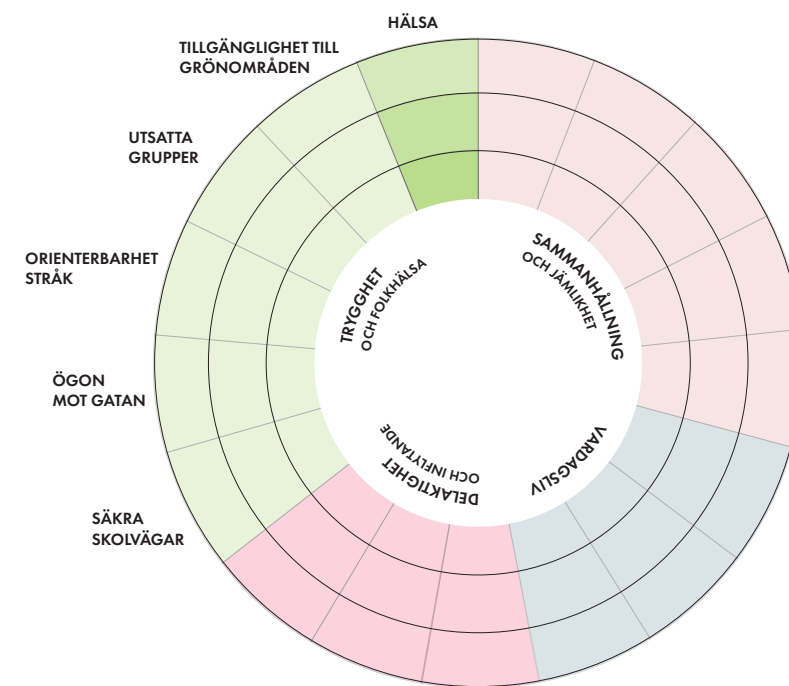 HÄLSA
TILLGÄNGLIGHET TILL
GRÖNOMRÅDEN
UTSATTA
GRUPPER
ORIENTERBARHET
STRÅK
ÖGON
MOT GATAN
SÄKRA
SKOLVÄGAR
TRYGGHET
OCH FOLKHÄLSA
SAMMANHÅLLNING
OCH JÄMLIKHET
VARDAGSLIV
DELAKTIGHET
OCH INFLYTANDE